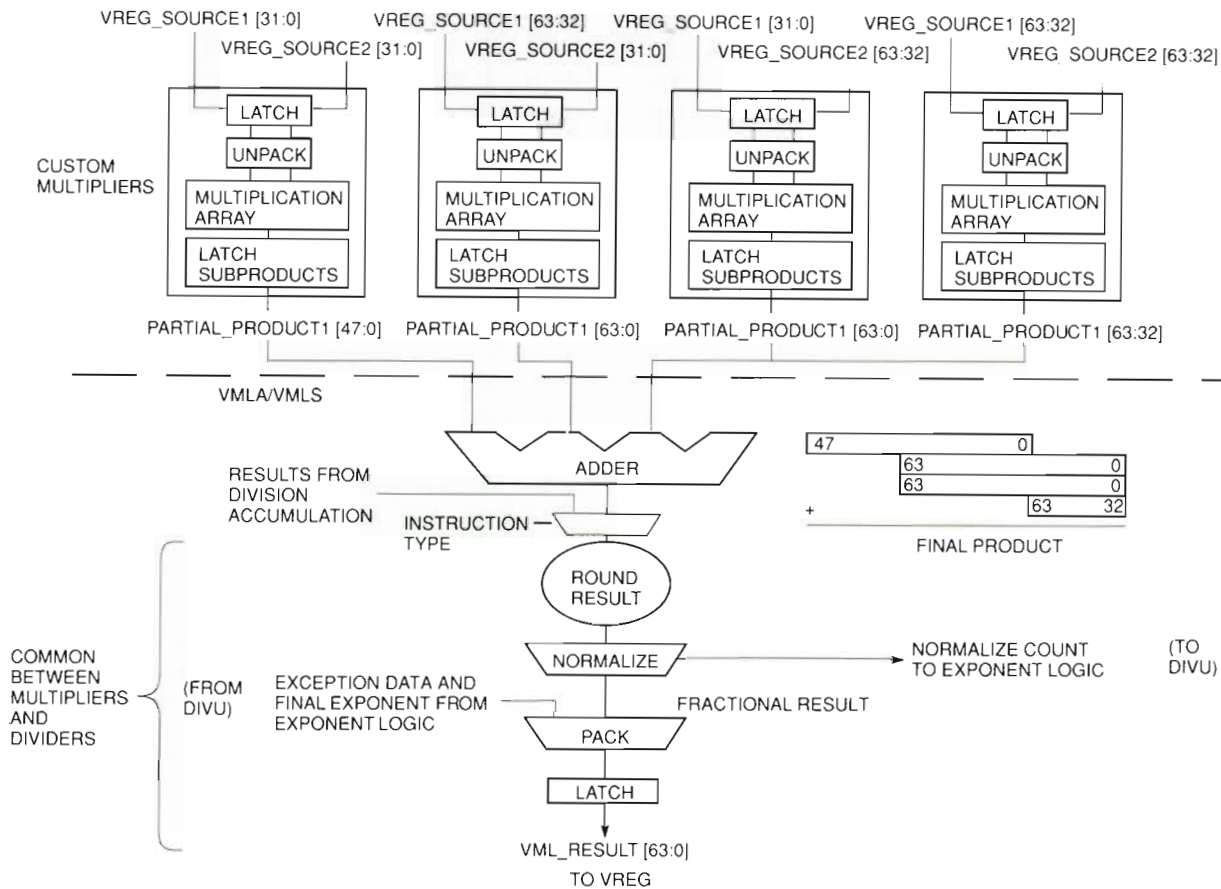 VREG_SOURCE1 [31:0]
VREG_SOURCE2 [31:0]
VREG_SOURCE1 [63:32]
VREG_SOURCE2 [31:0]
VREG_SOURCE1 [31:0]
VREG_SOURCE2 [63:32]
VREG_SOURCE1 [63:32]
VREG_SOURCE2 [63:32]
CUSTOM
MULTIPLIERS
LATCH
UNPACK
MULTIPLICATION
ARRAY
LATCH
SUBPRODUCTS
LATCH
UNPACK
MULTIPLICATION
ARRAY
LATCH
SUBPRODUCTS
LATCH
UNPACK
MULTIPLICATION
ARRAY
LATCH
SUBPRODUCTS
LATCH
UNPACK
MULTIPLICATION
ARRAY
LATCH
SUBPRODUCTS
PARTIAL_PRODUCT1 [47:0]
PARTIAL_PRODUCT1 [63:0]
PARTIAL_PRODUCT1 [63:0]
PARTIAL_PRODUCT1 [63:32]
VMLA/VMLS
ADDER
47 0
63 0
63 0
63 32
+
FINAL PRODUCT
RESULTS FROM
DIVISION
ACCUMULATION
INSTRUCTION
TYPE
ROUND
RESULT
NORMALIZE
NORMALIZE COUNT
TO EXPONENT LOGIC
(TO
DIVU)
COMMON
BETWEEN
MULTIPLIERS
AND
DIVIDERS
(FROM
DIVU)
EXCEPTION DATA AND
FINAL EXPONENT FROM
EXPONENT LOGIC
FRACTIONAL RESULT
PACK
LATCH
VML_RESULT [63:0]
TO VREG